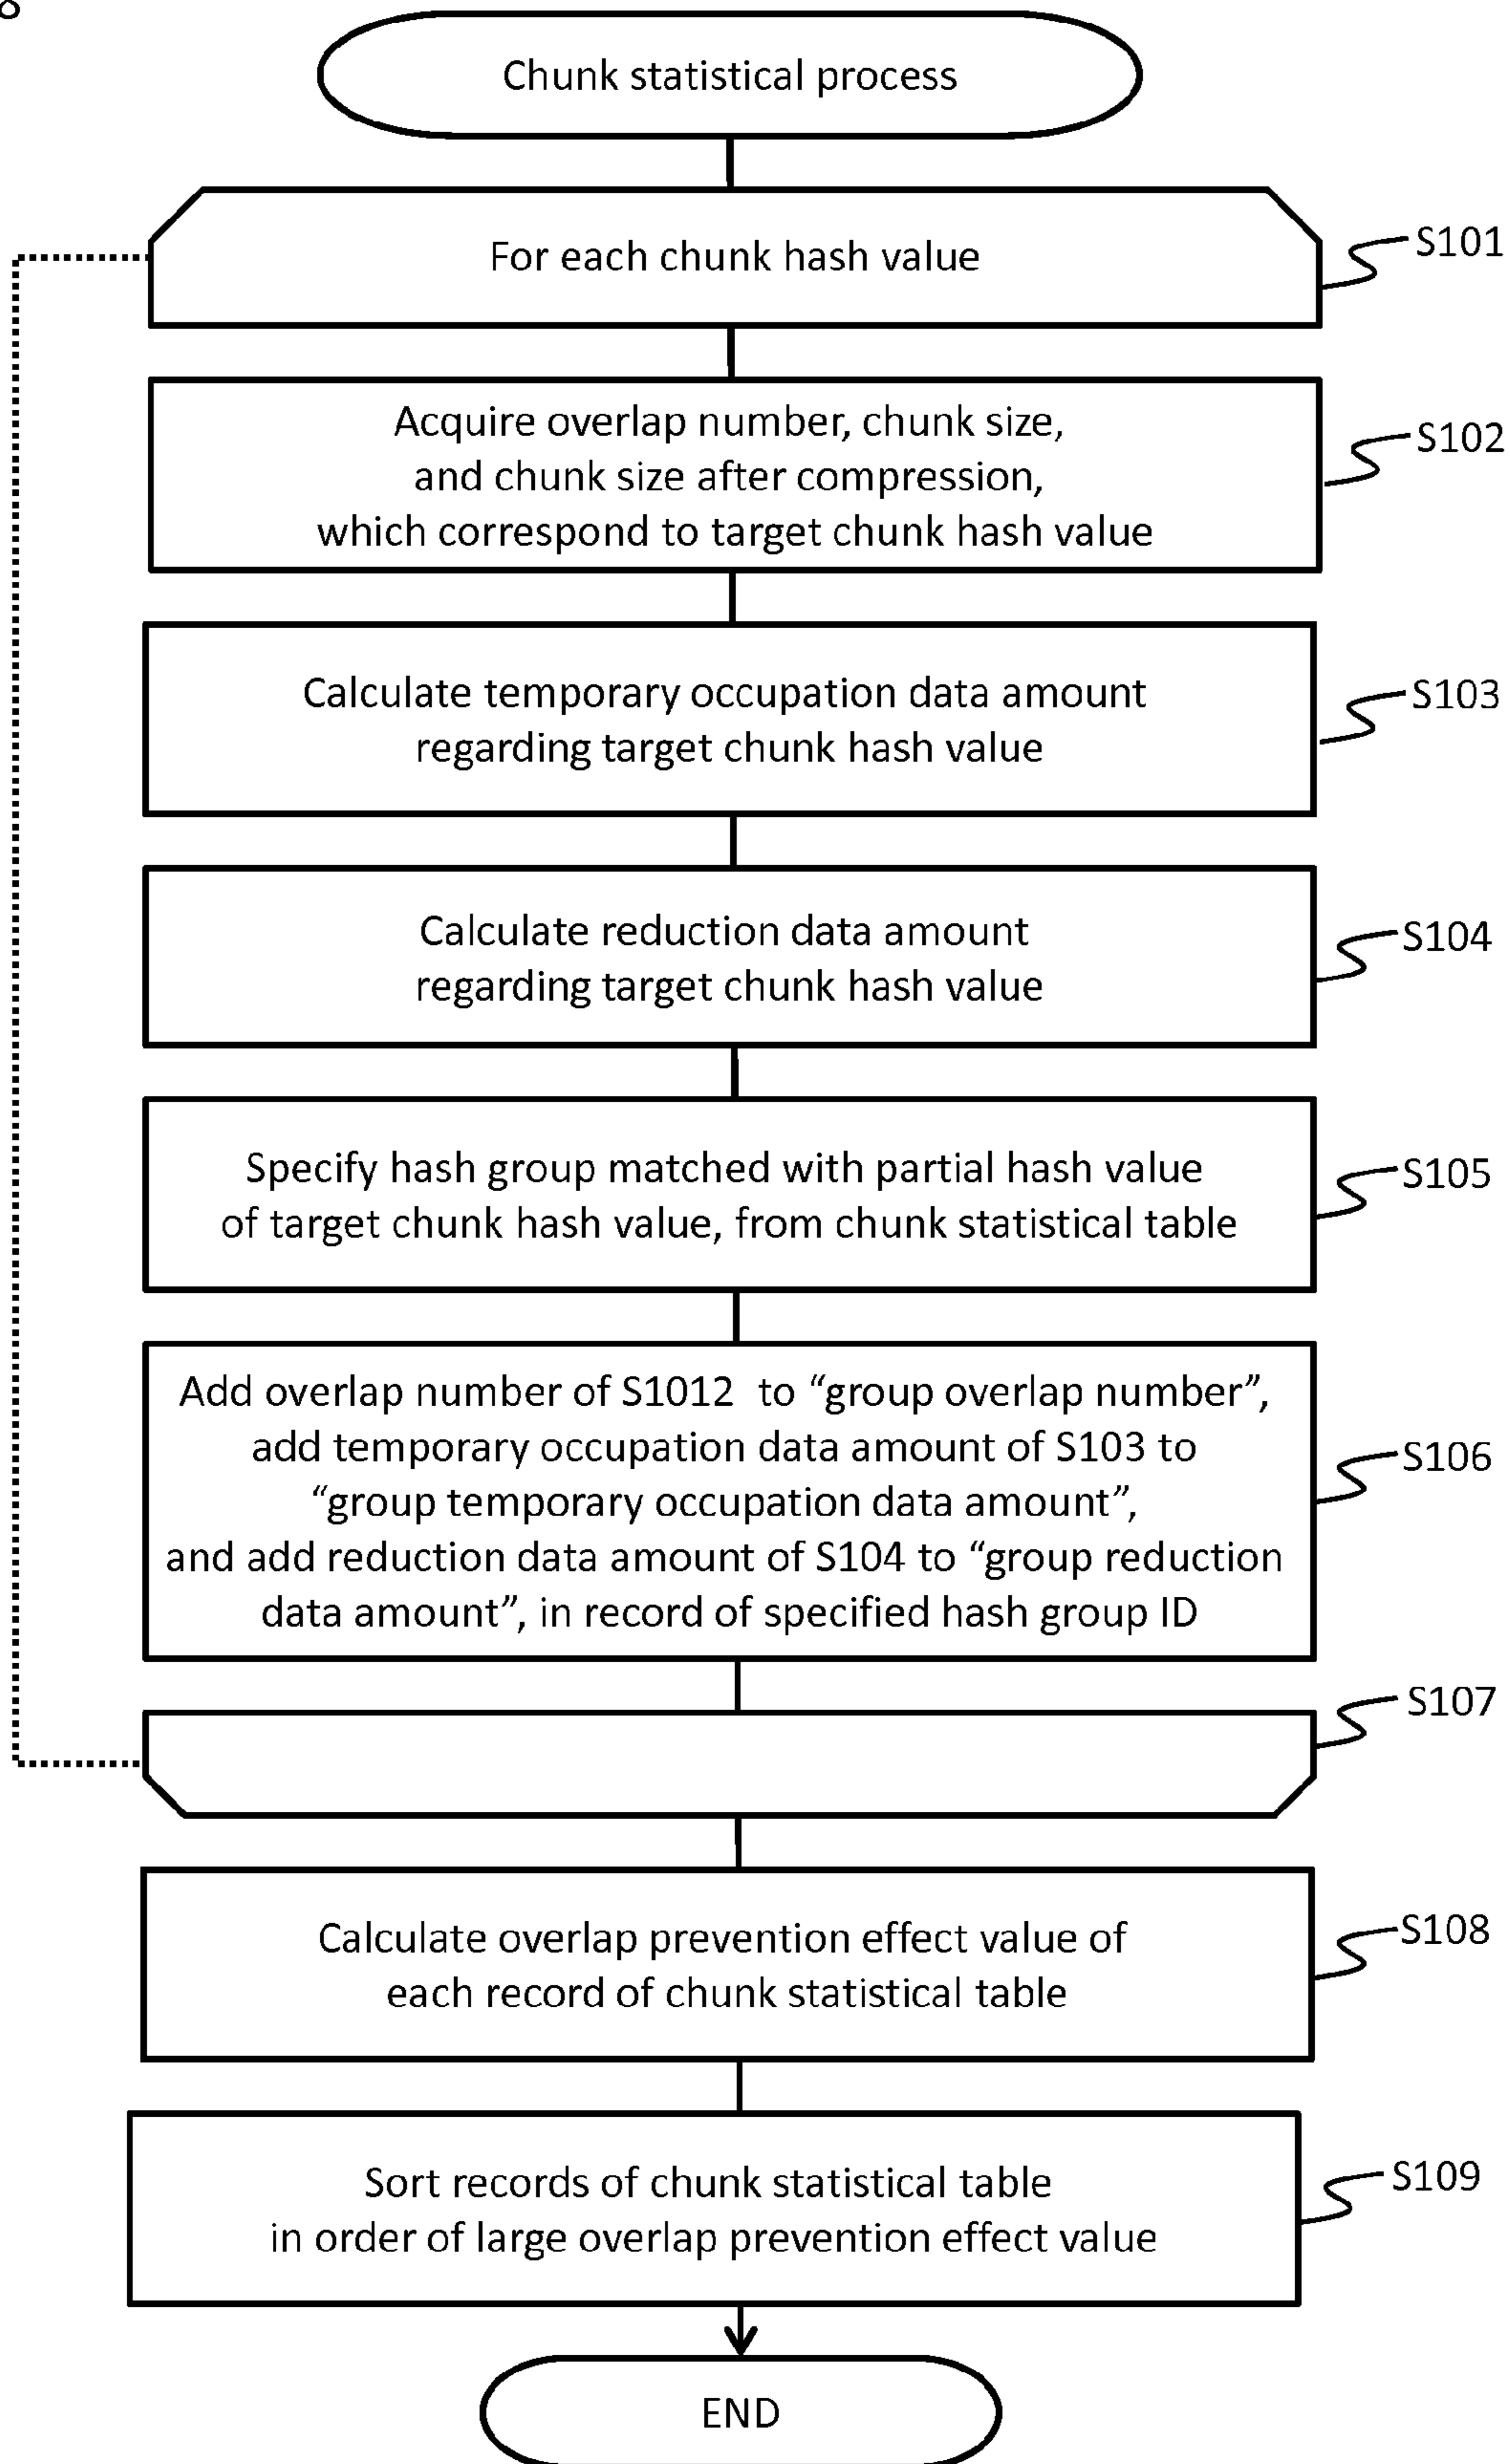 Chunk statistical process
For each chunk hash value
S101
Acquire overlap number, chunk size,
and chunk size after compression,
which correspond to target chunk hash value
S102
Calculate temporary occupation data amount
regarding target chunk hash value
S103
Calculate reduction data amount
regarding target chunk hash value
S104
Specify hash group matched with partial hash value
of target chunk hash value, from chunk statistical table
S105
Add overlap number of S1012 to “group overlap number”,
add temporary occupation data amount of S103 to
“group temporary occupation data amount”,
and add reduction data amount of S104 to “group reduction
data amount”, in record of specified hash group ID
S106
S107
Calculate overlap prevention effect value of
each record of chunk statistical table
S108
Sort records of chunk statistical table
in order of large overlap prevention effect value
S109
END